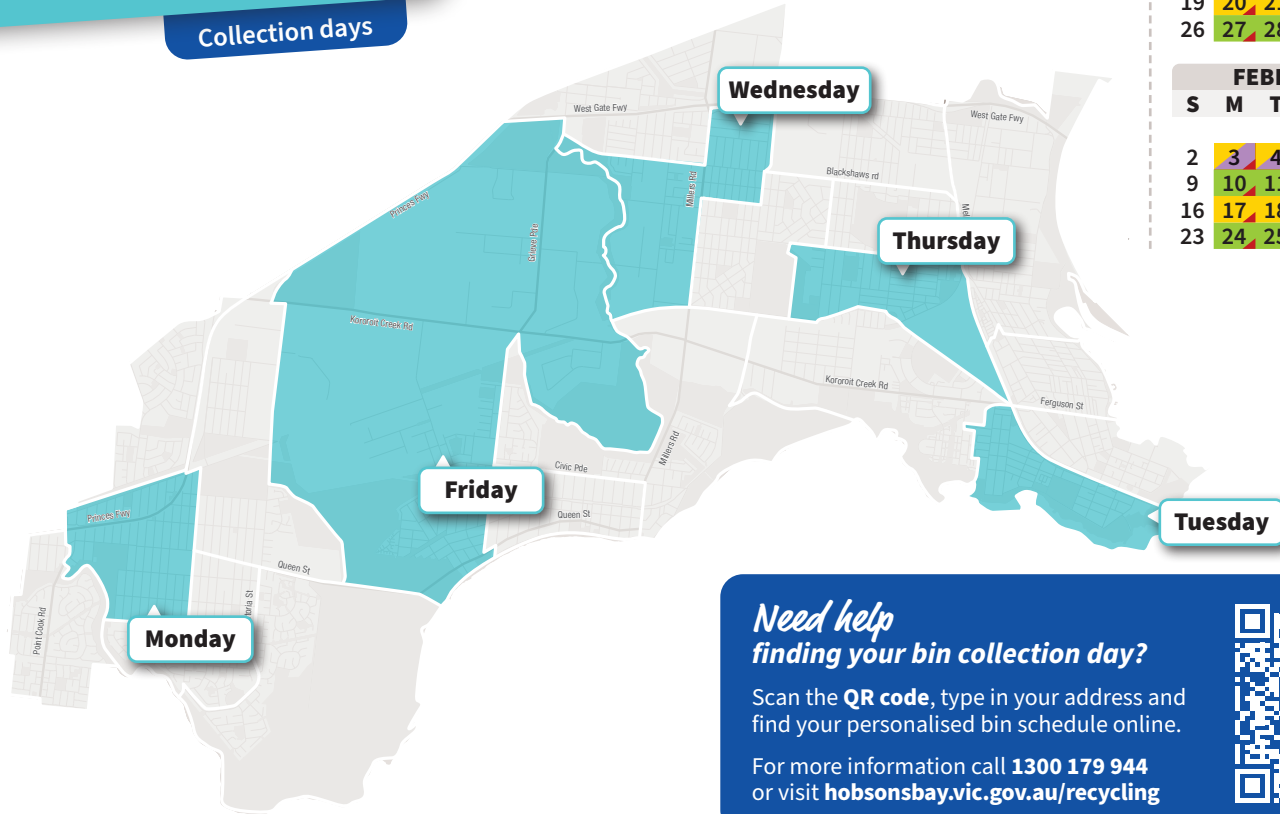 Collection days
19 20
26 27 28
FEB
S M T
2 3 4
9 10 11
16 17 18
23 24 25
Wednesday
West Gate Fwy
West Gate Fwy
Blackshaws rd
Millers Rd
Princes Fwy
Grieve Pde
Thursday
Kororoit Creek Rd
Kororoit Creek Rd
Ferguson St
Millers Rd
Civic Pde
Friday
Queen St
Princes Fwy
Tuesday
Queen St
Point Cook Rd
Monday
Need help
finding your bin collection day?
Scan the QR code, type in your address and
find your personalised bin schedule online.
For more information call 1300 179 944
or visit hobsonsbay.vic.gov.au/recycling